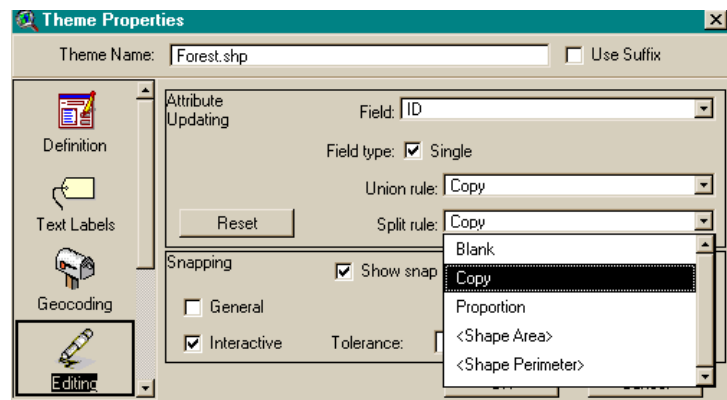 Theme Properties
Theme Name: Forest.shp Use Suffix
Definition
Text Labels
Geocoding
Editing
Attribute
Updating
Field: ID
Field type: Single
Union rule: Copy
Reset Split rule: Copy
Blank
Copy
Proportion
<Shape Area>
<Shape Perimeter>
Snapping
Show snap
General
Interactive Tolerance: